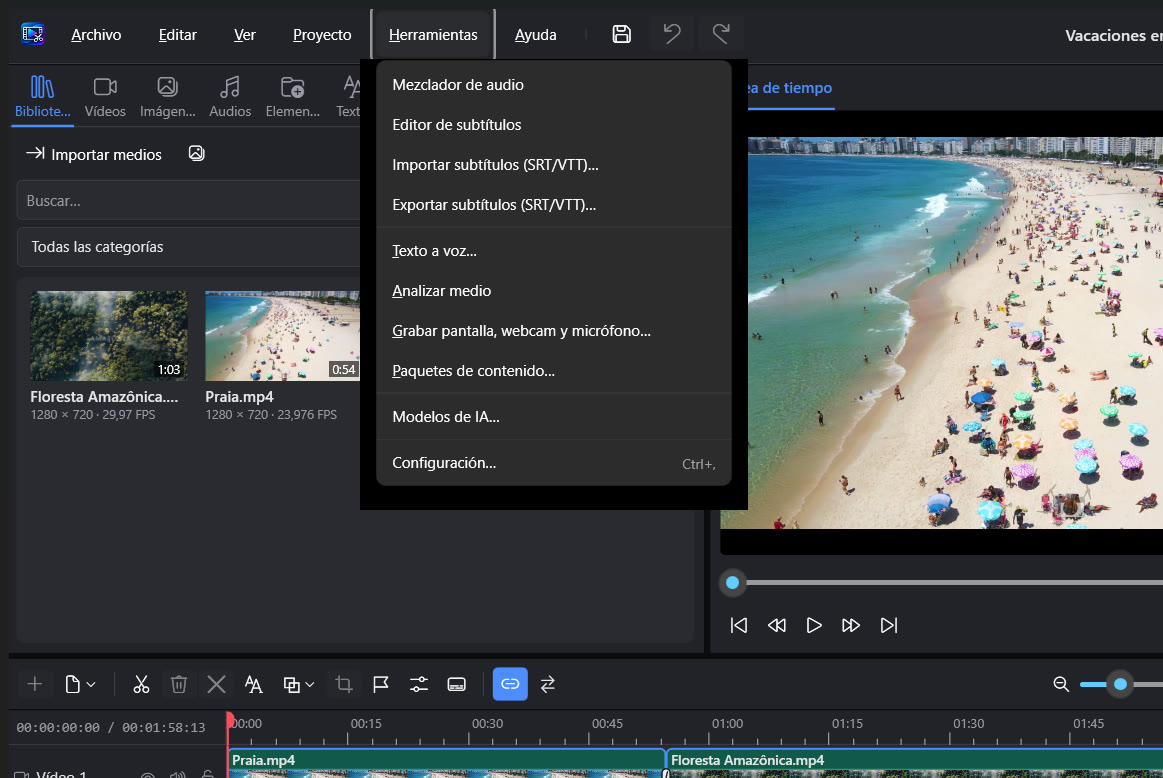 Archivo Editar Ver Proyecto Herramientas Ayuda
Vacaciones en
Bibliote... Vídeos Imágen... Audios Elemen... Text
Importar medios
Buscar...
Todas las categorías
1:03
0:54
Floresta Amazônica.... Praia.mp4
1280 × 720 · 29,97 FPS 1280 × 720 · 23,976 FPS
Mezclador de audio
Editor de subtítulos
Importar subtítulos (SRT/VTT)...
Exportar subtítulos (SRT/VTT)...
Texto a voz...
Analizar medio
Grabar pantalla, webcam y micrófono...
Paquetes de contenido...
Modelos de IA...
Configuración... Ctrl+,
ea de tiempo
00:00:00:00 / 00:01:58:13
00:00 00:15 00:30 00:45 01:00 01:15 01:30 01:45
Praia.mp4 Floresta Amazônica.mp4
Vídeo 1